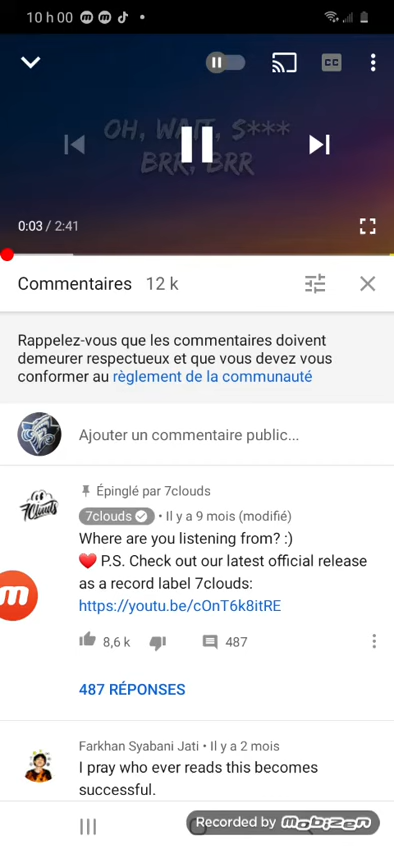 10 h 00
CC
OH, WAIT, S***
BRR, BRR
0:03 / 2:41
Commentaires 12 k
Rappelez-vous que les commentaires doivent
demeurer respectueux et que vous devez vous
conformer au règlement de la communauté
Ajouter un commentaire public...
7Clouds
Épinglé par 7clouds
7clouds • Il y a 9 mois (modifié)
Where are you listening from? :)
❤️ P.S. Check out our latest official release
as a record label 7clouds:
https://youtu.be/cOnT6k8itRE
8,6 k 487
487 RÉPONSES
Farkhan Syabani Jati • Il y a 2 mois
I pray who ever reads this becomes
successful.
Recorded by mobizen